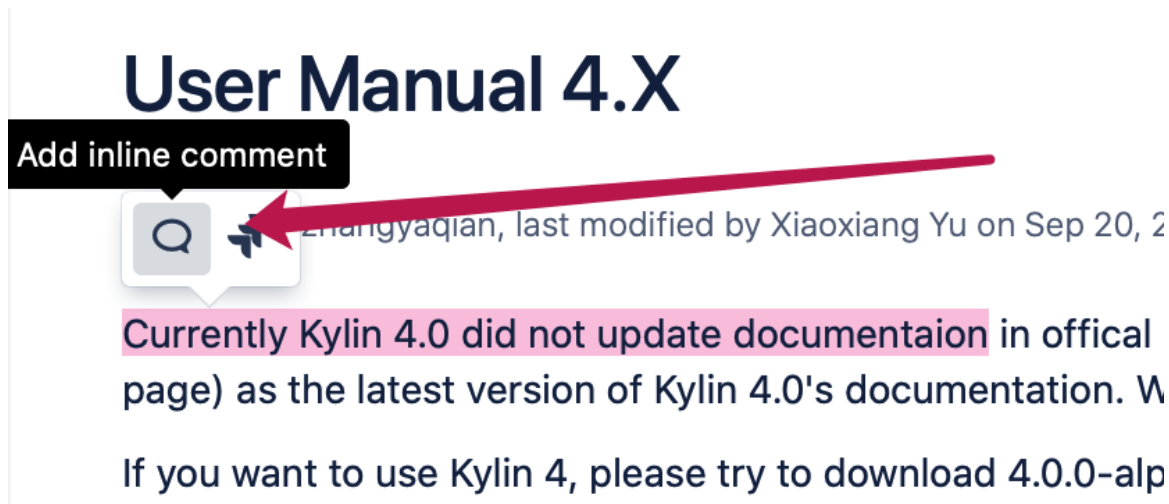 User Manual 4.X
Add inline comment
zhangyaqian, last modified by Xiaoxiang Yu on Sep 20, 2
Currently Kylin 4.0 did not update documentaion in offical
page) as the latest version of Kylin 4.0's documentation. W
If you want to use Kylin 4, please try to download 4.0.0-alp